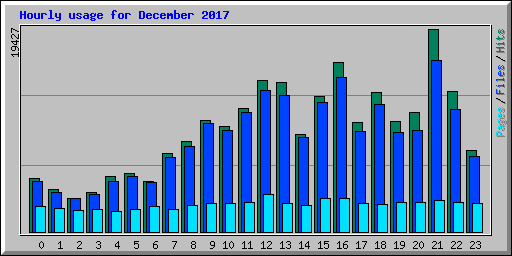 Hourly usage for December 2017
19427
Pages/Files/Hits
0 1 2 3 4 5 6 7 8 9 10 11 12 13 14 15 16 17 18 19 20 21 22 23